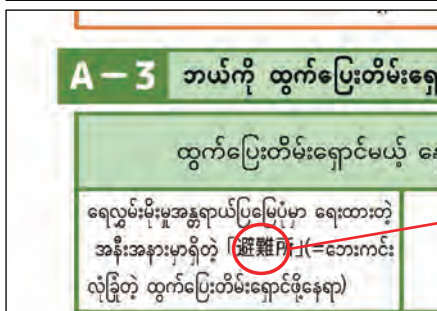 A－3 ဘယ်ကို ထွက်ပြေးတိမ်းရှေ
ထွက်ပြေးတိမ်းရှောင်မယ့် နေ
ရေလွှမ်းမိုးမှုအန္တရာယ်ပြမြေပုံမှာ ရေးထားတဲ့
အနီးအနားမှာရှိတဲ့ 「避難所」(=ဘေးကင်း
လုံခြုံတဲ့ ထွက်ပြေးတိမ်းရှောင်ဖို့နေရာ)